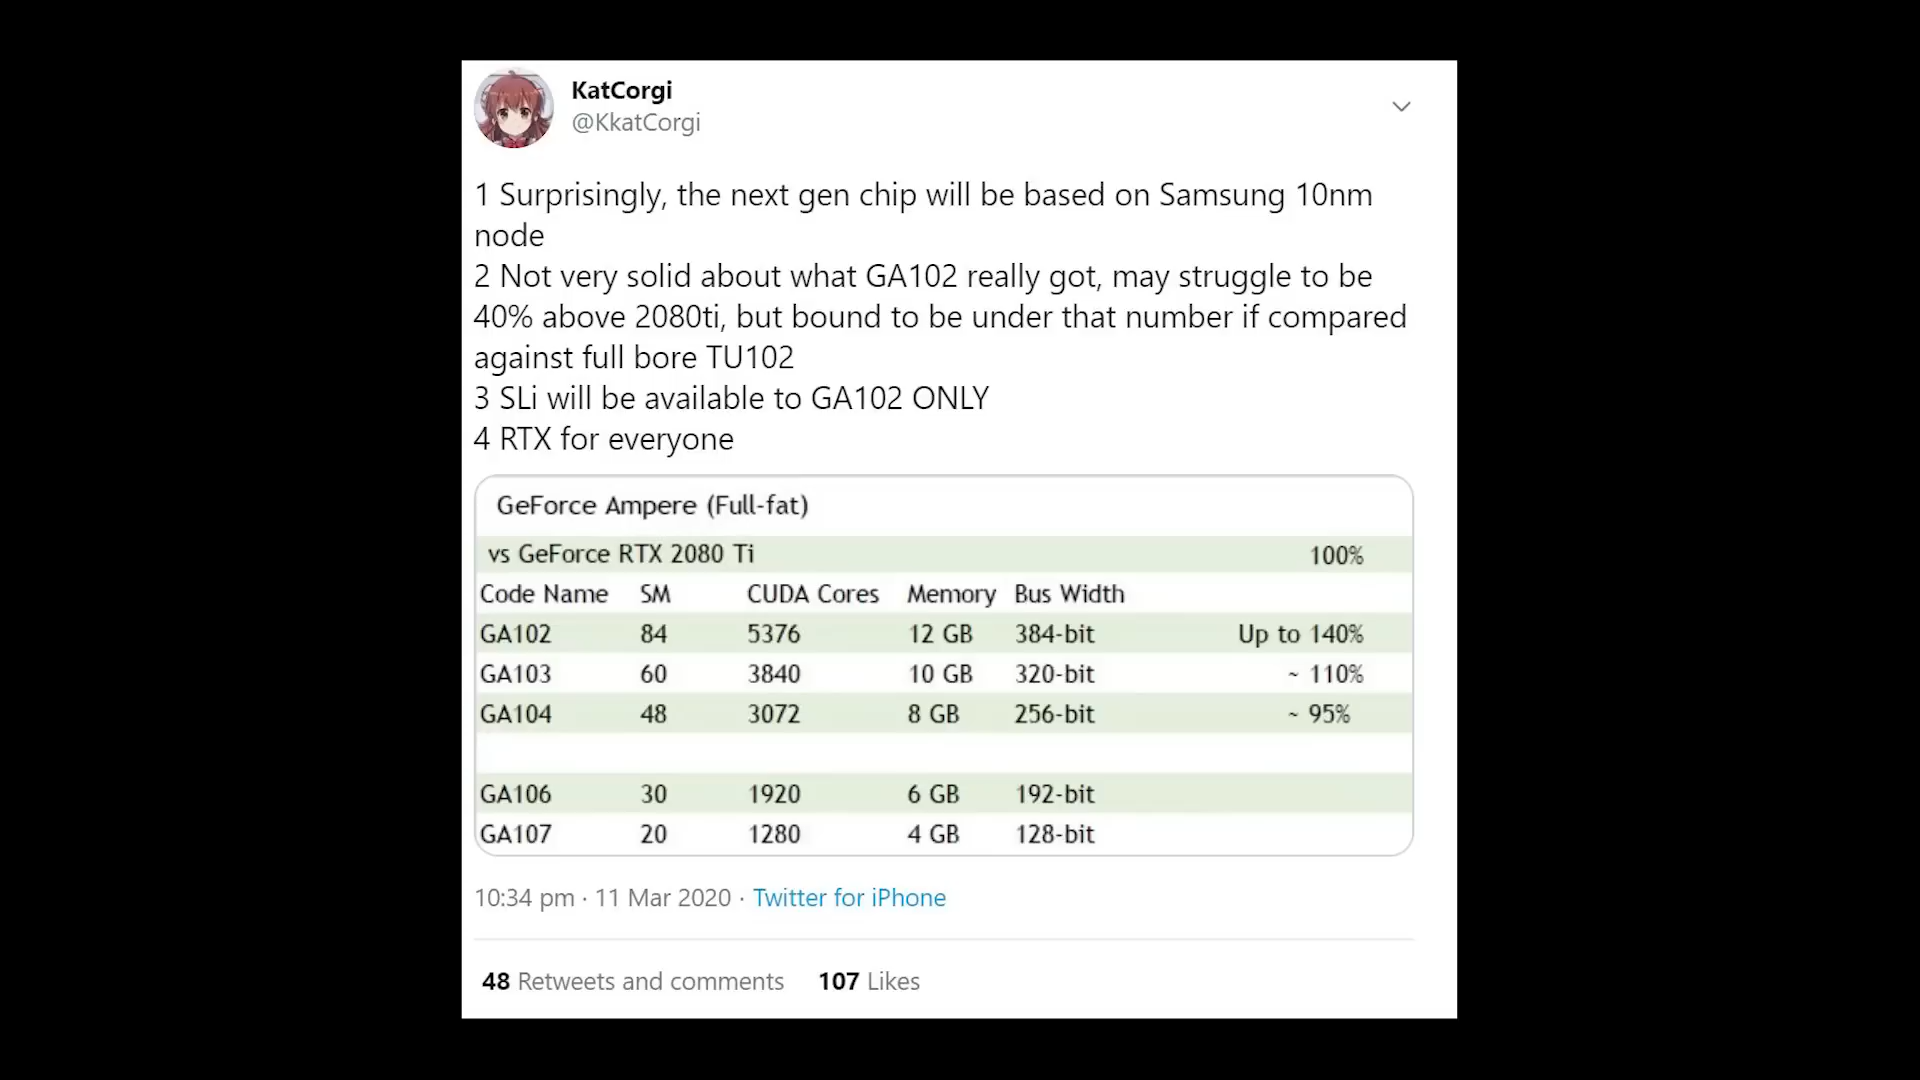 KatCorgi
@KkatCorgi
1 Surprisingly, the next gen chip will be based on Samsung 10nm
node
2 Not very solid about what GA102 really got, may struggle to be
40% above 2080ti, but bound to be under that number if compared
against full bore TU102
3 SLi will be available to GA102 ONLY
4 RTX for everyone
GeForce Ampere (Full-fat)
vs GeForce RTX 2080 Ti 100%
Code Name SM CUDA Cores Memory Bus Width
GA102 84 5376 12 GB 384-bit Up to 140%
GA103 60 3840 10 GB 320-bit ~ 110%
GA104 48 3072 8 GB 256-bit ~ 95%
GA106 30 1920 6 GB 192-bit
GA107 20 1280 4 GB 128-bit
10:34 pm · 11 Mar 2020 · Twitter for iPhone
48 Retweets and comments 107 Likes